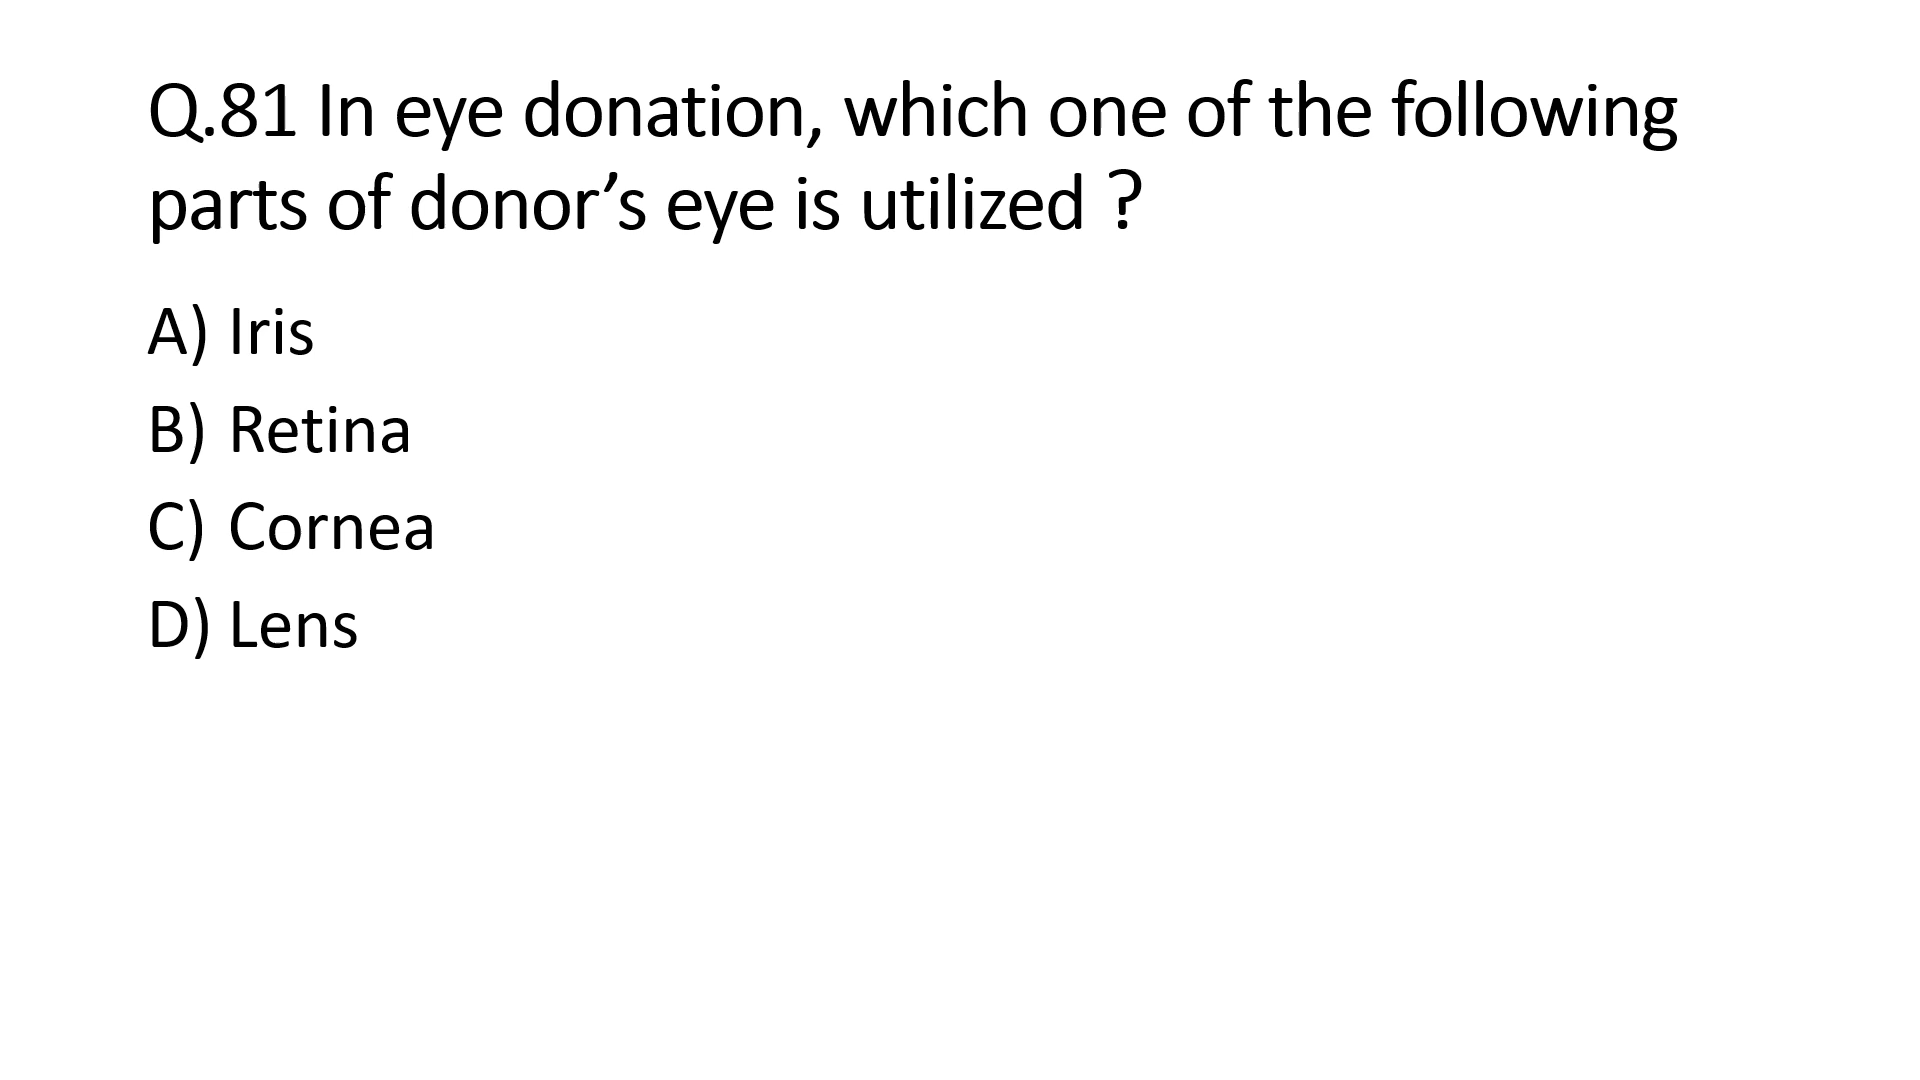 Q.81 In eye donation, which one of the following
parts of donor’s eye is utilized ?
A) Iris
B) Retina
C) Cornea
D) Lens